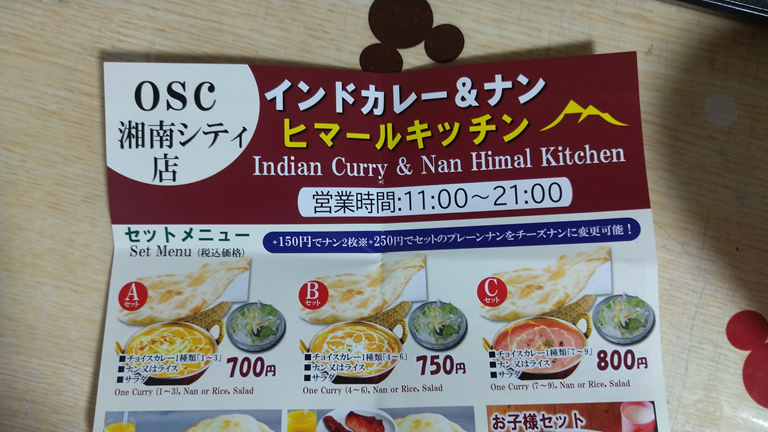 OSC
湘南シティ
店
インドカレー&ナン
ヒマールキッチン
Indian Curry & Nan Himal Kitchen
営業時間:11:00～21:00
セットメニュー
Set Menu (税込価格)
+150円でナン2枚※+250円でセットのプレーンナンをチーズナンに変更可能！
A
セット
■チョイスカレー1種類「1～3」
■ナン又はライス
■サラダ
700円
One Curry (1～3), Nan or Rice, Salad
B
セット
■チョイスカレー1種類「4～6」
■ナン又はライス
■サラダ
750円
One Curry (4～6), Nan or Rice, Salad
C
セット
■チョイスカレー1種類「7～9」
■ナン又はライス
■サラダ
800円
One Curry (7～9), Nan or Rice, Salad
お子様セット